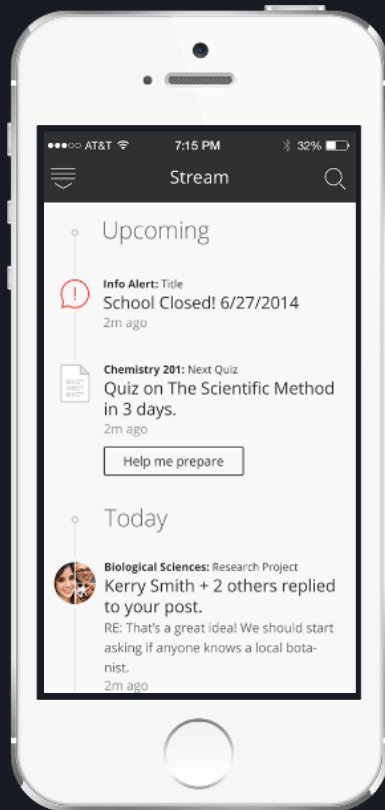 AT&T 7:15 PM 32%
Stream
Upcoming
Info Alert: Title
School Closed! 6/27/2014
2m ago
Chemistry 201: Next Quiz
Quiz on The Scientific Method
in 3 days.
2m ago
Help me prepare
Today
Biological Sciences: Research Project
Kerry Smith + 2 others replied
to your post.
RE: That's a great idea! We should start
asking if anyone knows a local bota-
nist.
2m ago